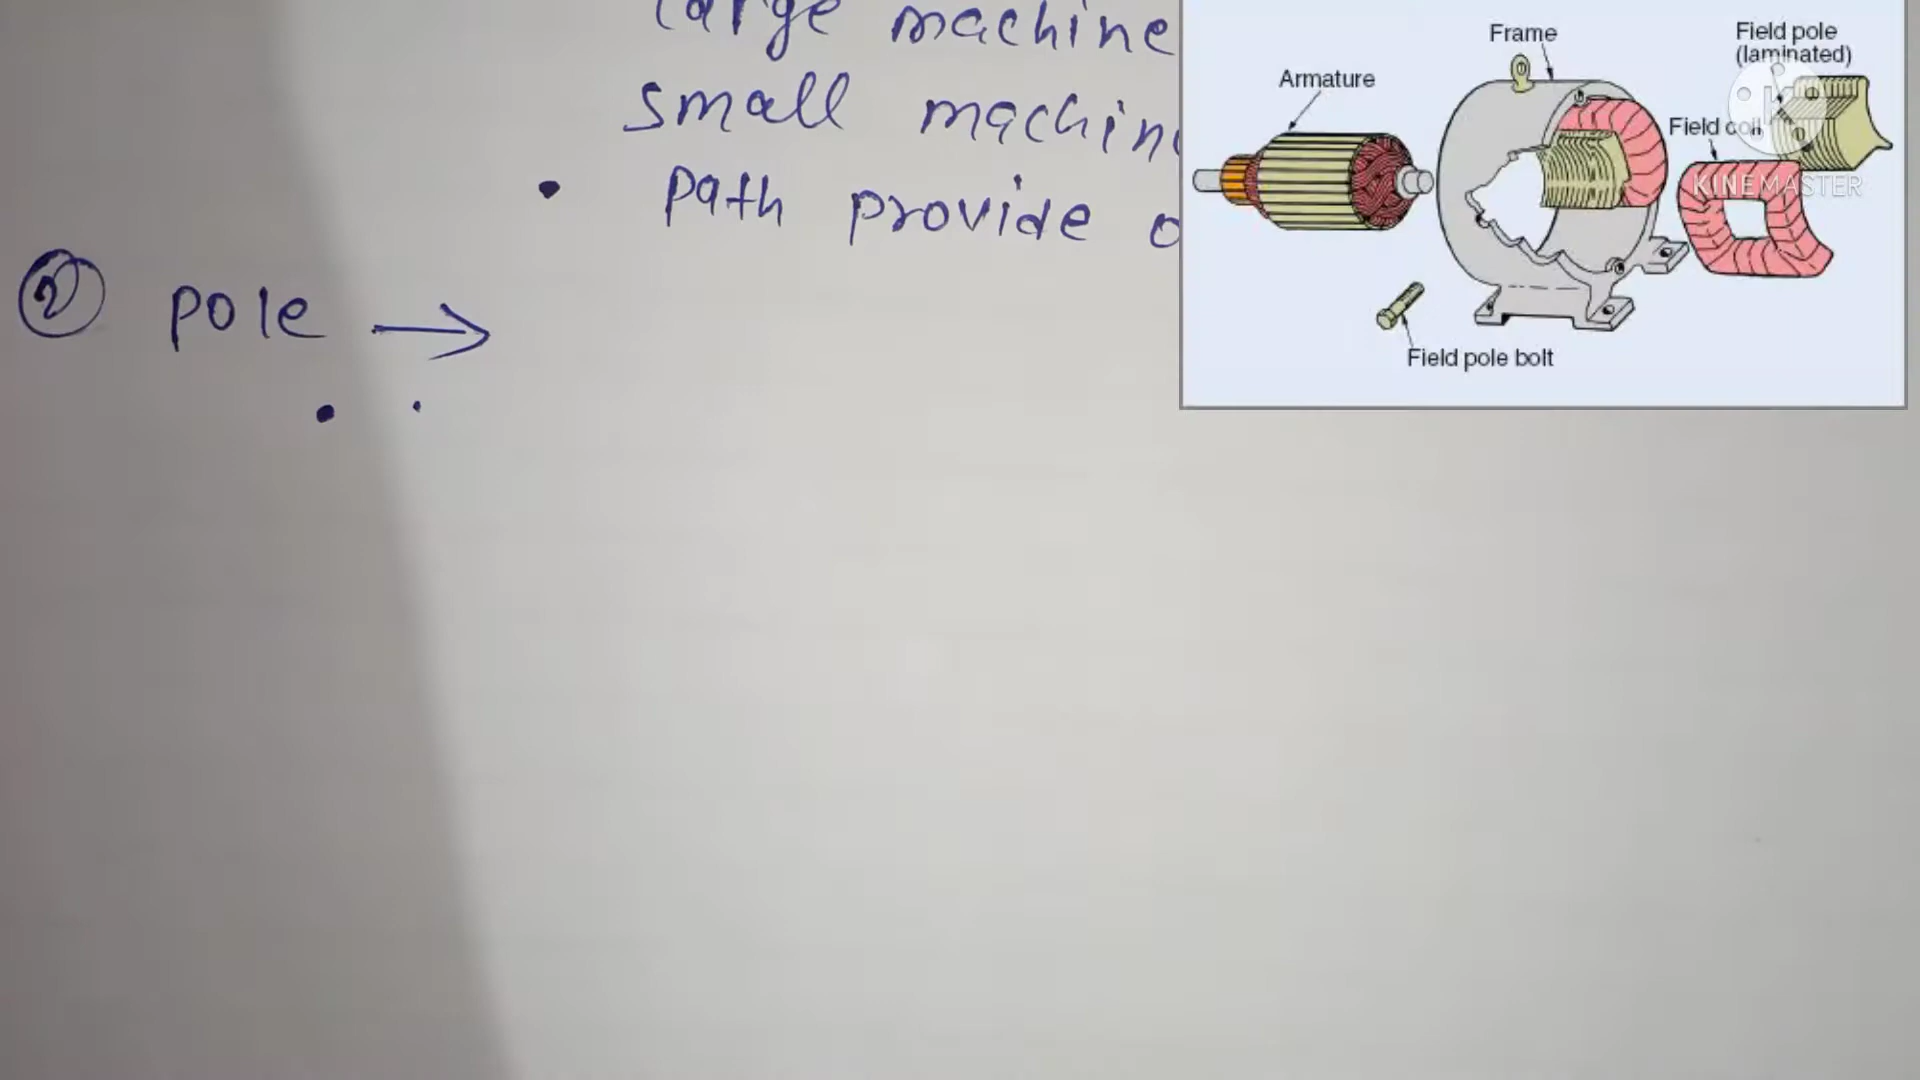 large machine
small machin
• Path provide
② pole →
Armature
Frame
Field pole
(laminated)
Field coil
KINEMASTER
Field pole bolt